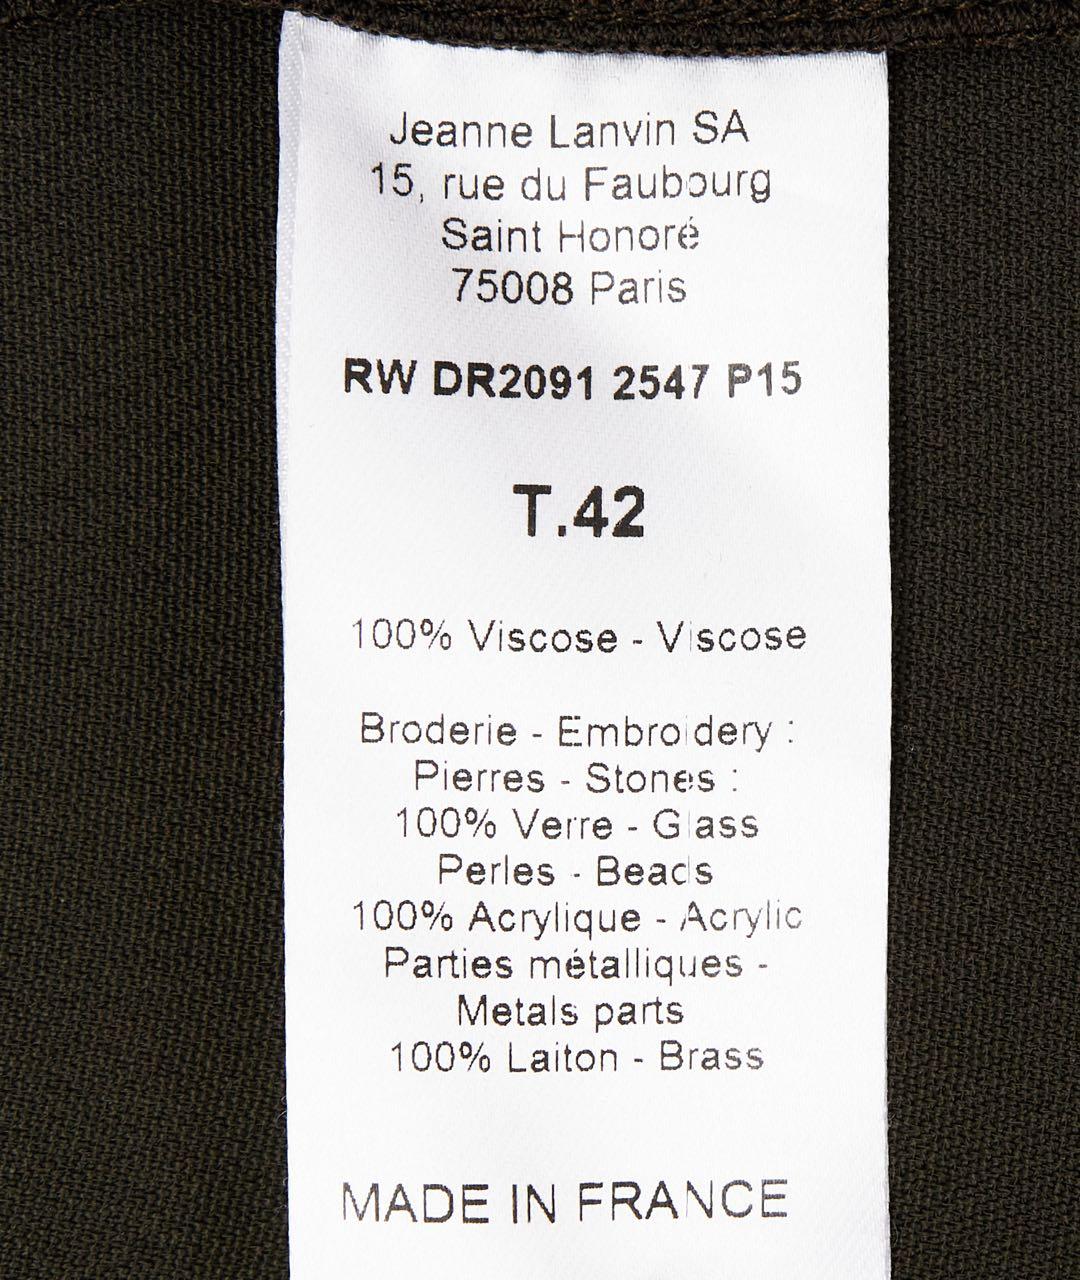 Jeanne Lanvin SA
15, rue du Faubourg
Saint Honoré
75008 Paris
RW DR2091 2547 P15
T.42
100% Viscose - Viscose
Broderie - Embroidery :
Pierres - Stones :
100% Verre - Glass
Perles - Beads
100% Acrylique - Acrylic
Parties métalliques -
Metals parts
100% Laiton - Brass
MADE IN FRANCE